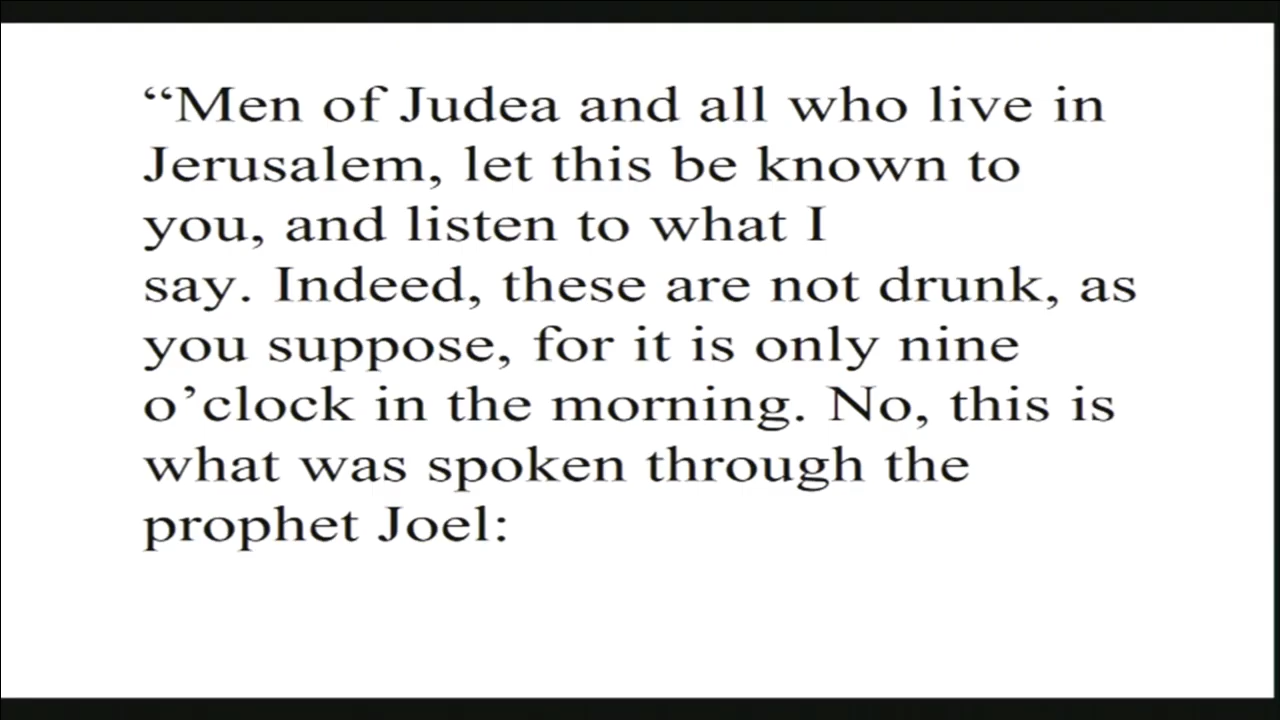 “Men of Judea and all who live in
Jerusalem, let this be known to
you, and listen to what I
say. Indeed, these are not drunk, as
you suppose, for it is only nine
o’clock in the morning. No, this is
what was spoken through the
prophet Joel: